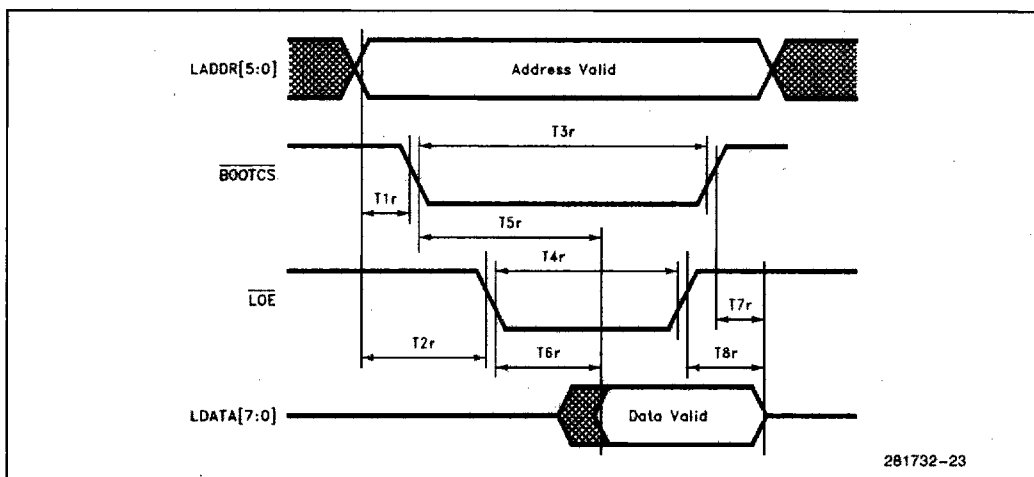 LADDR[5:0]
Address Valid
T3r
BOOTCS
T1r
T5r
T4r
LOE
T7r
T2r
T6r
T8r
LDATA[7:0]
Data Valid
281732-23